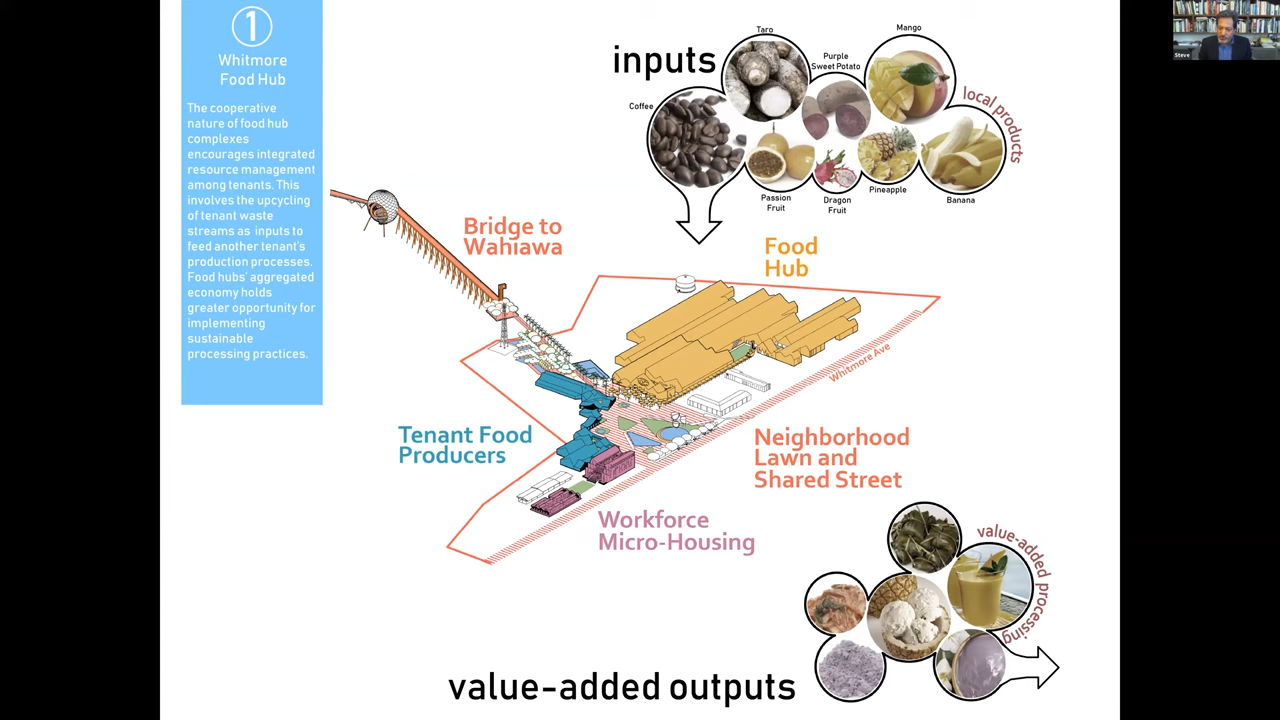 1
Whitmore
Food Hub
The cooperative
nature of food hub
complexes
encourages integrated
resource management
among tenants. This
involves the upcycling
of tenant waste
streams as inputs to
feed another tenant's
production processes.
Food hubs' aggregated
economy holds
greater opportunity for
implementing
sustainable
processing practices.
inputs
Taro
Purple
Sweet Potato
Mango
Coffee
local products
Passion
Fruit
Dragon
Fruit
Pineapple
Banana
Bridge to
Wahiawa
Food
Hub
Whitmore Ave
Tenant Food
Producers
Neighborhood
Lawn and
Shared Street
Workforce
Micro-Housing
value-added processing
value-added outputs
Steve